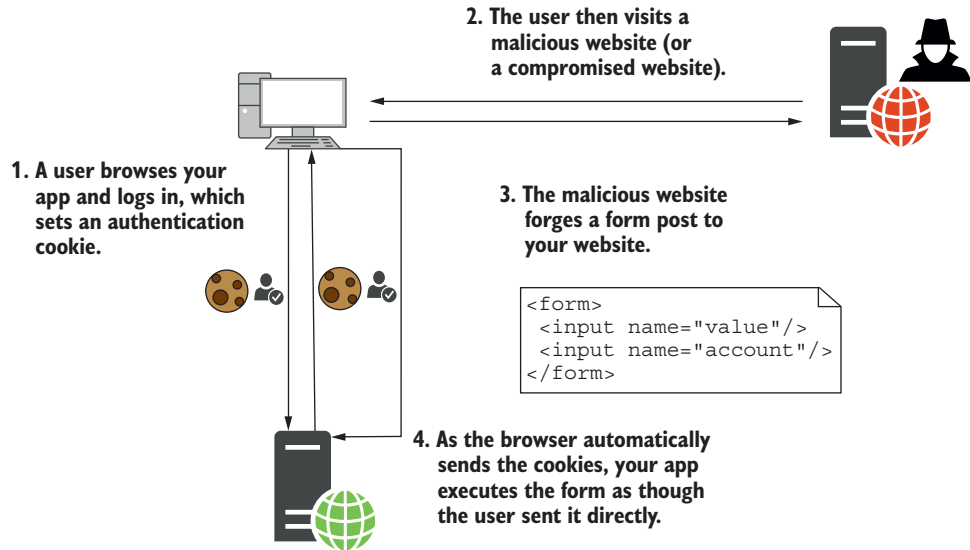 1. A user browses your
app and logs in, which
sets an authentication
cookie.
2. The user then visits a
malicious website (or
a compromised website).
3. The malicious website
forges a form post to
your website.
<form>
<input name="value"/>
<input name="account"/>
</form>
4. As the browser automatically
sends the cookies, your app
executes the form as though
the user sent it directly.